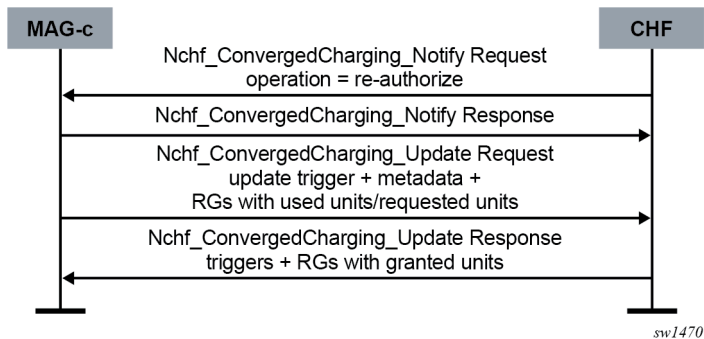 MAG-c
CHF
Nchf_ConvergedCharging_Notify Request
operation = re-authorize
Nchf_ConvergedCharging_Notify Response
Nchf_ConvergedCharging_Update Request
update trigger + metadata +
RGs with used units/requested units
Nchf_ConvergedCharging_Update Response
triggers + RGs with granted units
sw1470